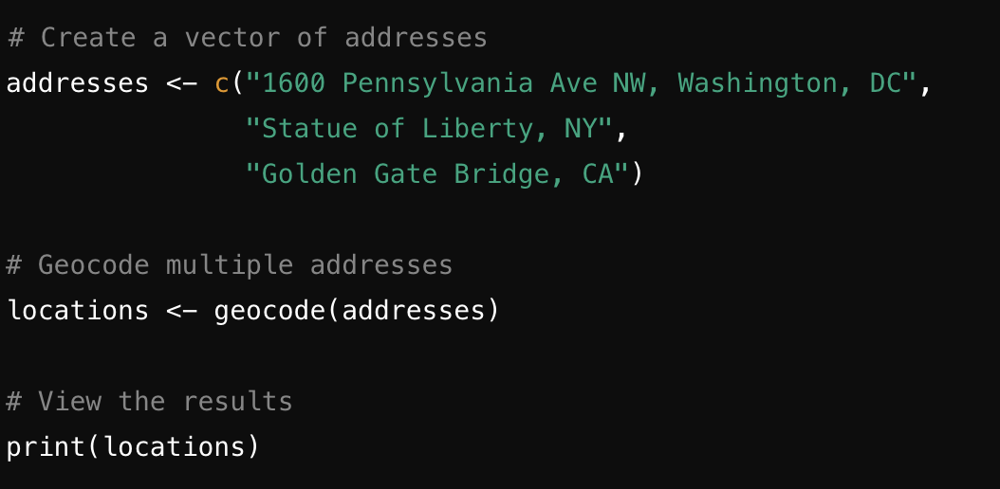 # Create a vector of addresses
addresses <- c("1600 Pennsylvania Ave NW, Washington, DC",
"Statue of Liberty, NY",
"Golden Gate Bridge, CA")
# Geocode multiple addresses
locations <- geocode(addresses)
# View the results
print(locations)